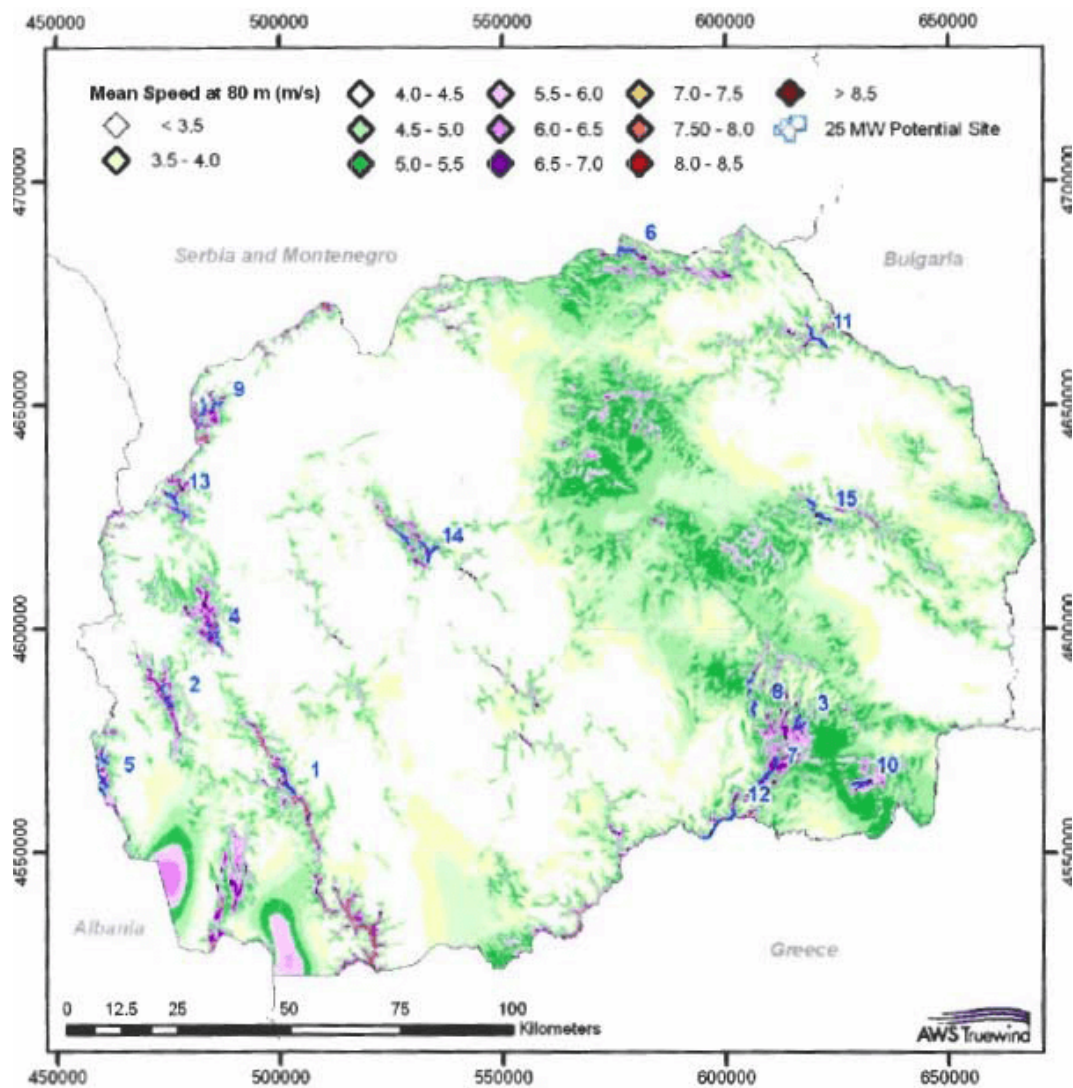 450000 500000 550000 600000 650000
Mean Speed at 80 m (m/s)
< 3.5
3.5 - 4.0
4.0 - 4.5
4.5 - 5.0
5.0 - 5.5
5.5 - 6.0
6.0 - 6.5
6.5 - 7.0
7.0 - 7.5
7.50 - 8.0
8.0 - 8.5
> 8.5
25 MW Potential Site
4700000 4700000
6
Serbia and Montenegro
Bulgaria
11
9
4650000 4650000
13
15
14
4
4600000 4600000
2
8
3
5
1
7
10
12
4550000 4550000
Albania
Greece
0 12.5 25 50 75 100
Kilometers
AWS Truewind
450000 500000 550000 600000 650000